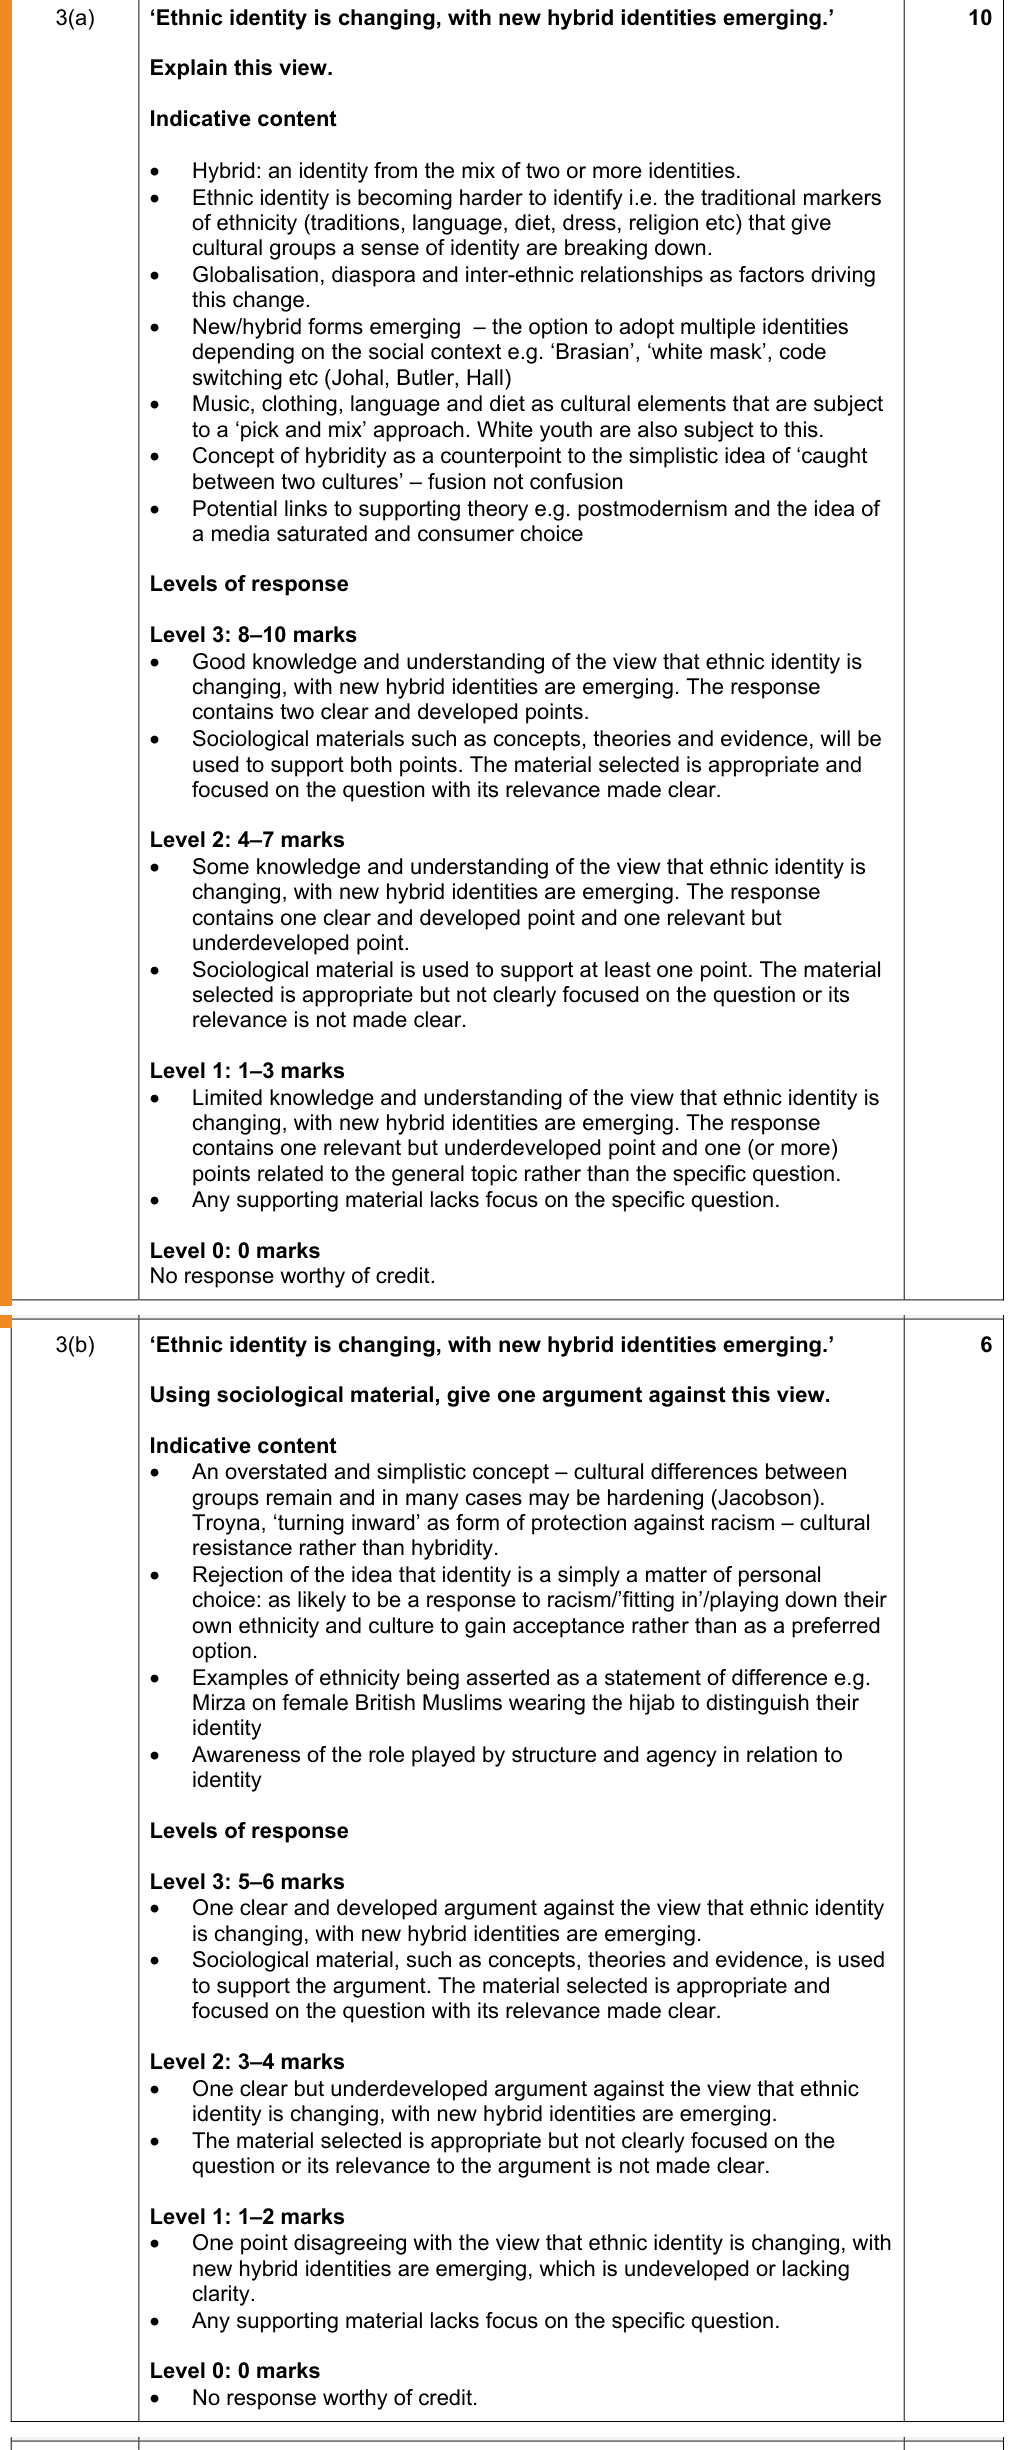 3(a) ‘Ethnic identity is changing, with new hybrid identities emerging.’ 10
Explain this view.
Indicative content
• Hybrid: an identity from the mix of two or more identities.
• Ethnic identity is becoming harder to identify i.e. the traditional markers
of ethnicity (traditions, language, diet, dress, religion etc) that give
cultural groups a sense of identity are breaking down.
• Globalisation, diaspora and inter-ethnic relationships as factors driving
this change.
• New/hybrid forms emerging – the option to adopt multiple identities
depending on the social context e.g. ‘Brasian’, ‘white mask’, code
switching etc (Johal, Butler, Hall)
• Music, clothing, language and diet as cultural elements that are subject
to a ‘pick and mix’ approach. White youth are also subject to this.
• Concept of hybridity as a counterpoint to the simplistic idea of ‘caught
between two cultures’ – fusion not confusion
• Potential links to supporting theory e.g. postmodernism and the idea of
a media saturated and consumer choice
Levels of response
Level 3: 8–10 marks
• Good knowledge and understanding of the view that ethnic identity is
changing, with new hybrid identities are emerging. The response
contains two clear and developed points.
• Sociological materials such as concepts, theories and evidence, will be
used to support both points. The material selected is appropriate and
focused on the question with its relevance made clear.
Level 2: 4–7 marks
• Some knowledge and understanding of the view that ethnic identity is
changing, with new hybrid identities are emerging. The response
contains one clear and developed point and one relevant but
underdeveloped point.
• Sociological material is used to support at least one point. The material
selected is appropriate but not clearly focused on the question or its
relevance is not made clear.
Level 1: 1–3 marks
• Limited knowledge and understanding of the view that ethnic identity is
changing, with new hybrid identities are emerging. The response
contains one relevant but underdeveloped point and one (or more)
points related to the general topic rather than the specific question.
• Any supporting material lacks focus on the specific question.
Level 0: 0 marks
No response worthy of credit.
3(b) ‘Ethnic identity is changing, with new hybrid identities emerging.’ 6
Using sociological material, give one argument against this view.
Indicative content
• An overstated and simplistic concept – cultural differences between
groups remain and in many cases may be hardening (Jacobson).
Troyna, ‘turning inward’ as form of protection against racism – cultural
resistance rather than hybridity.
• Rejection of the idea that identity is a simply a matter of personal
choice: as likely to be a response to racism/’fitting in’/playing down their
own ethnicity and culture to gain acceptance rather than as a preferred
option.
• Examples of ethnicity being asserted as a statement of difference e.g.
Mirza on female British Muslims wearing the hijab to distinguish their
identity
• Awareness of the role played by structure and agency in relation to
identity
Levels of response
Level 3: 5–6 marks
• One clear and developed argument against the view that ethnic identity
is changing, with new hybrid identities are emerging.
• Sociological material, such as concepts, theories and evidence, is used
to support the argument. The material selected is appropriate and
focused on the question with its relevance made clear.
Level 2: 3–4 marks
• One clear but underdeveloped argument against the view that ethnic
identity is changing, with new hybrid identities are emerging.
• The material selected is appropriate but not clearly focused on the
question or its relevance to the argument is not made clear.
Level 1: 1–2 marks
• One point disagreeing with the view that ethnic identity is changing, with
new hybrid identities are emerging, which is undeveloped or lacking
clarity.
• Any supporting material lacks focus on the specific question.
Level 0: 0 marks
• No response worthy of credit.